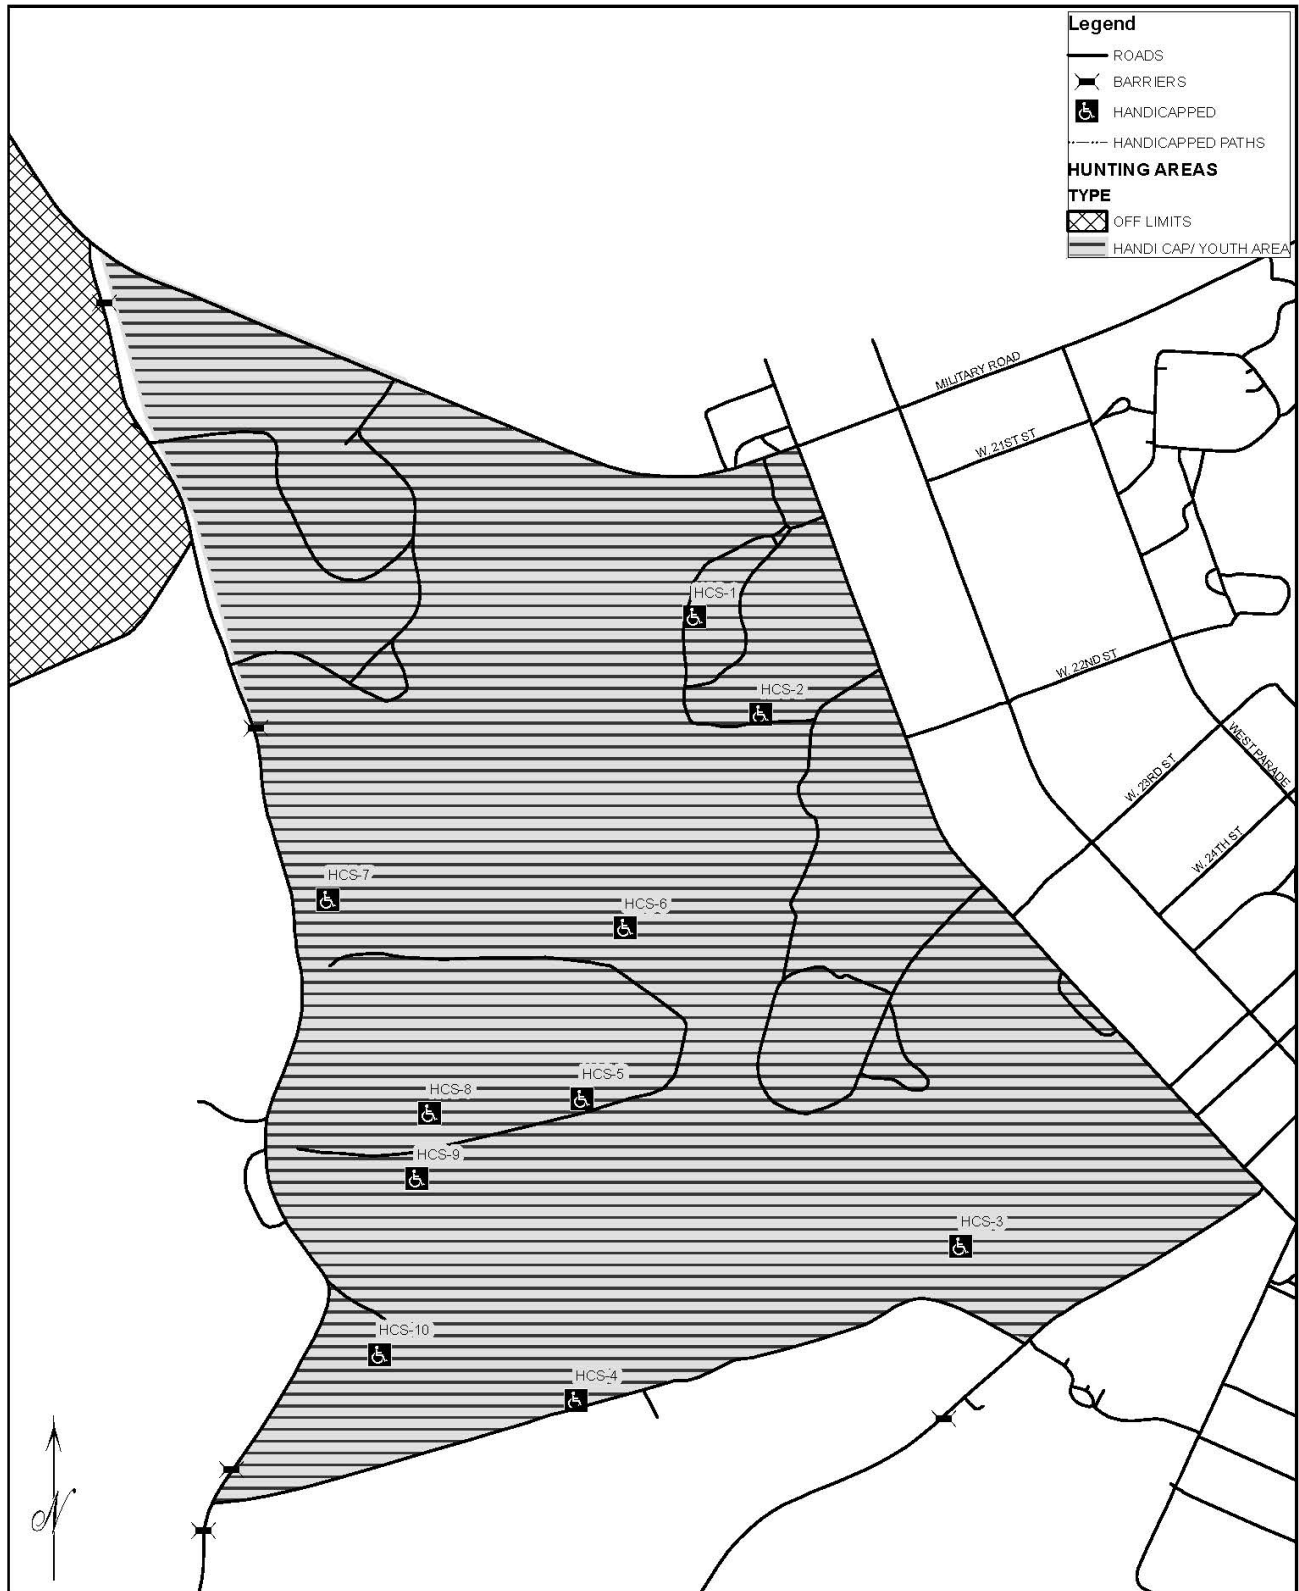 Legend
ROADS
BARRIERS
HANDICAPPED
HANDICAPPED PATHS
HUNTING AREAS
TYPE
OFF LIMITS
HANDI CAP/ YOUTH AREA
MILITARY ROAD
W. 21ST ST
HCS-1
W. 22ND ST
HCS-2
WEST PARADE
W. 23RD ST
W. 24TH ST
HCS-7
HCS-6
HCS-5
HCS-8
HCS-9
HCS-3
HCS-10
HCS-4
N